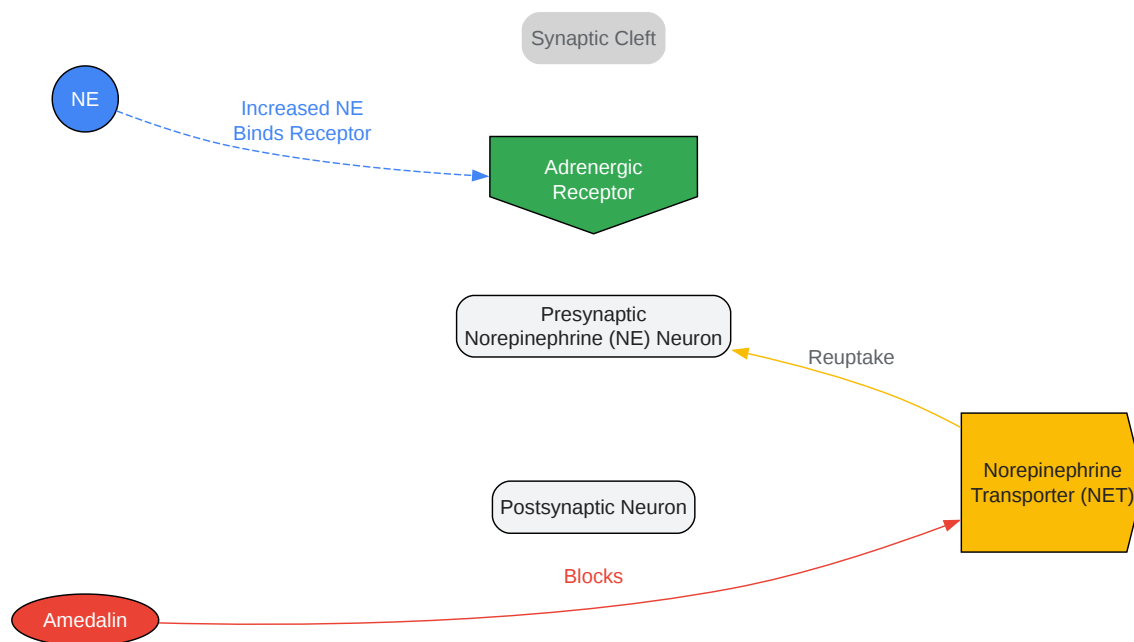 Synaptic Cleft
NE
Increased NE
Binds Receptor
Adrenergic
Receptor
Presynaptic
Norepinephrine (NE) Neuron
Reuptake
Norepinephrine
Transporter (NET)
Postsynaptic Neuron
Blocks
Amedalin